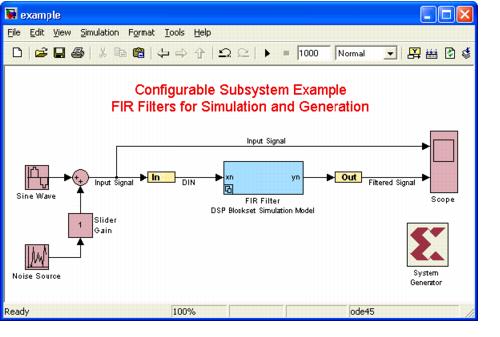 example
File Edit View Simulation Format Tools Help
1000 Normal
Configurable Subsystem Example
FIR Filters for Simulation and Generation
Input Signal
Sine Wave
Input Signal
In
DIN
xn
yn
FIR Filter
DSP Blockset Simulation Model
Out
Filtered Signal
Scope
1
Slider
Gain
Noise Source
System
Generator
Ready 100% ode45